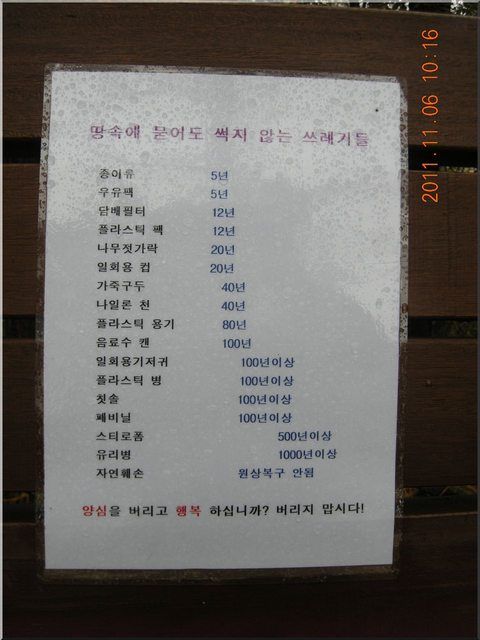 땅속에 묻어도 썩지 않는 쓰레기들
종이류 5년
우유팩 5년
담배필터 12년
플라스틱 팩 12년
나무젓가락 20년
일회용 컵 20년
가죽구두 40년
나일론 천 40년
플라스틱 용기 80년
음료수 캔 100년
일회용기저귀 100년이상
플라스틱 병 100년이상
칫솔 100년이상
폐비닐 100년이상
스티로폼 500년이상
유리병 1000년이상
자연훼손 원상복구 안됨
양심을 버리고 행복 하십니까? 버리지 맙시다!
2011.11.06 10:16